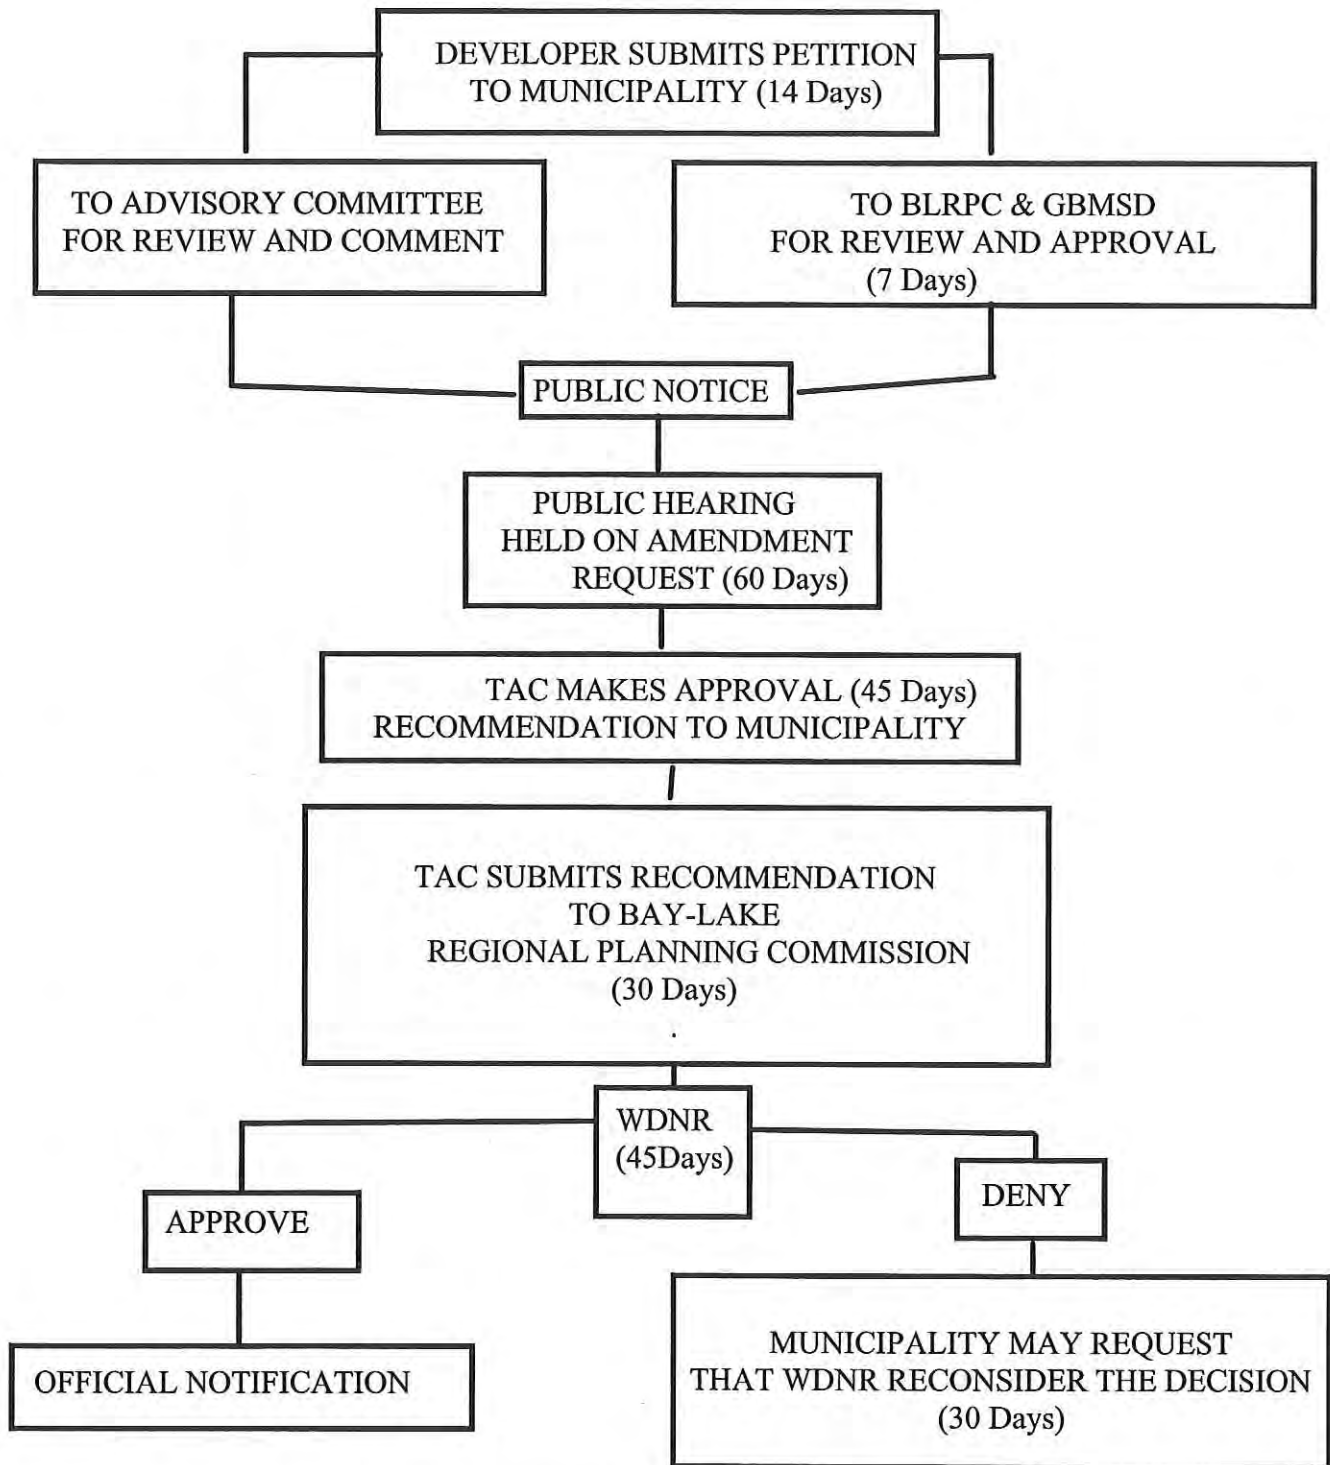 DEVELOPER SUBMITS PETITION
TO MUNICIPALITY (14 Days)
TO ADVISORY COMMITTEE
FOR REVIEW AND COMMENT
TO BLRPC & GBMSD
FOR REVIEW AND APPROVAL
(7 Days)
PUBLIC NOTICE
PUBLIC HEARING
HELD ON AMENDMENT
REQUEST (60 Days)
TAC MAKES APPROVAL (45 Days)
RECOMMENDATION TO MUNICIPALITY
TAC SUBMITS RECOMMENDATION
TO BAY-LAKE
REGIONAL PLANNING COMMISSION
(30 Days)
.
WDNR
(45Days)
APPROVE
DENY
OFFICIAL NOTIFICATION
MUNICIPALITY MAY REQUEST
THAT WDNR RECONSIDER THE DECISION
(30 Days)